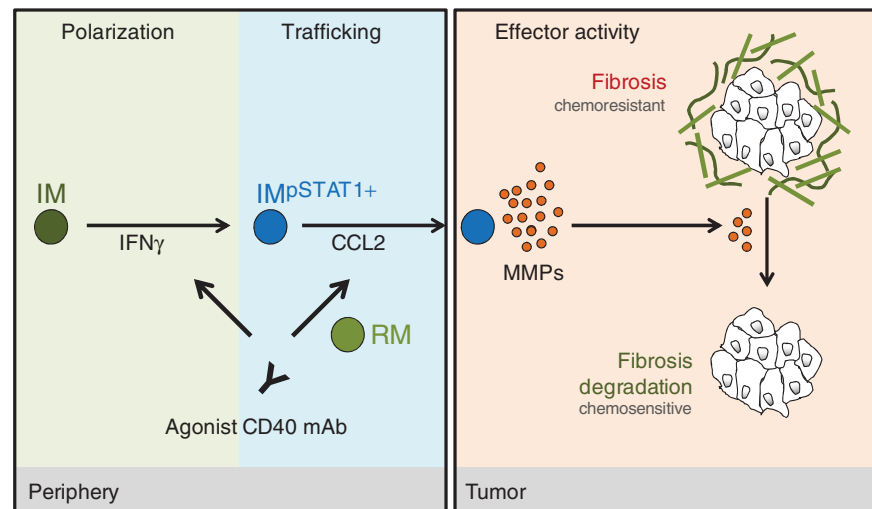 Polarization
Trafficking
Effector activity
Fibrosis
chemoresistant
IM
IMpSTAT1+
IFNγ
CCL2
MMPs
RM
Fibrosis
degradation
chemosensitive
Agonist CD40 mAb
Periphery
Tumor